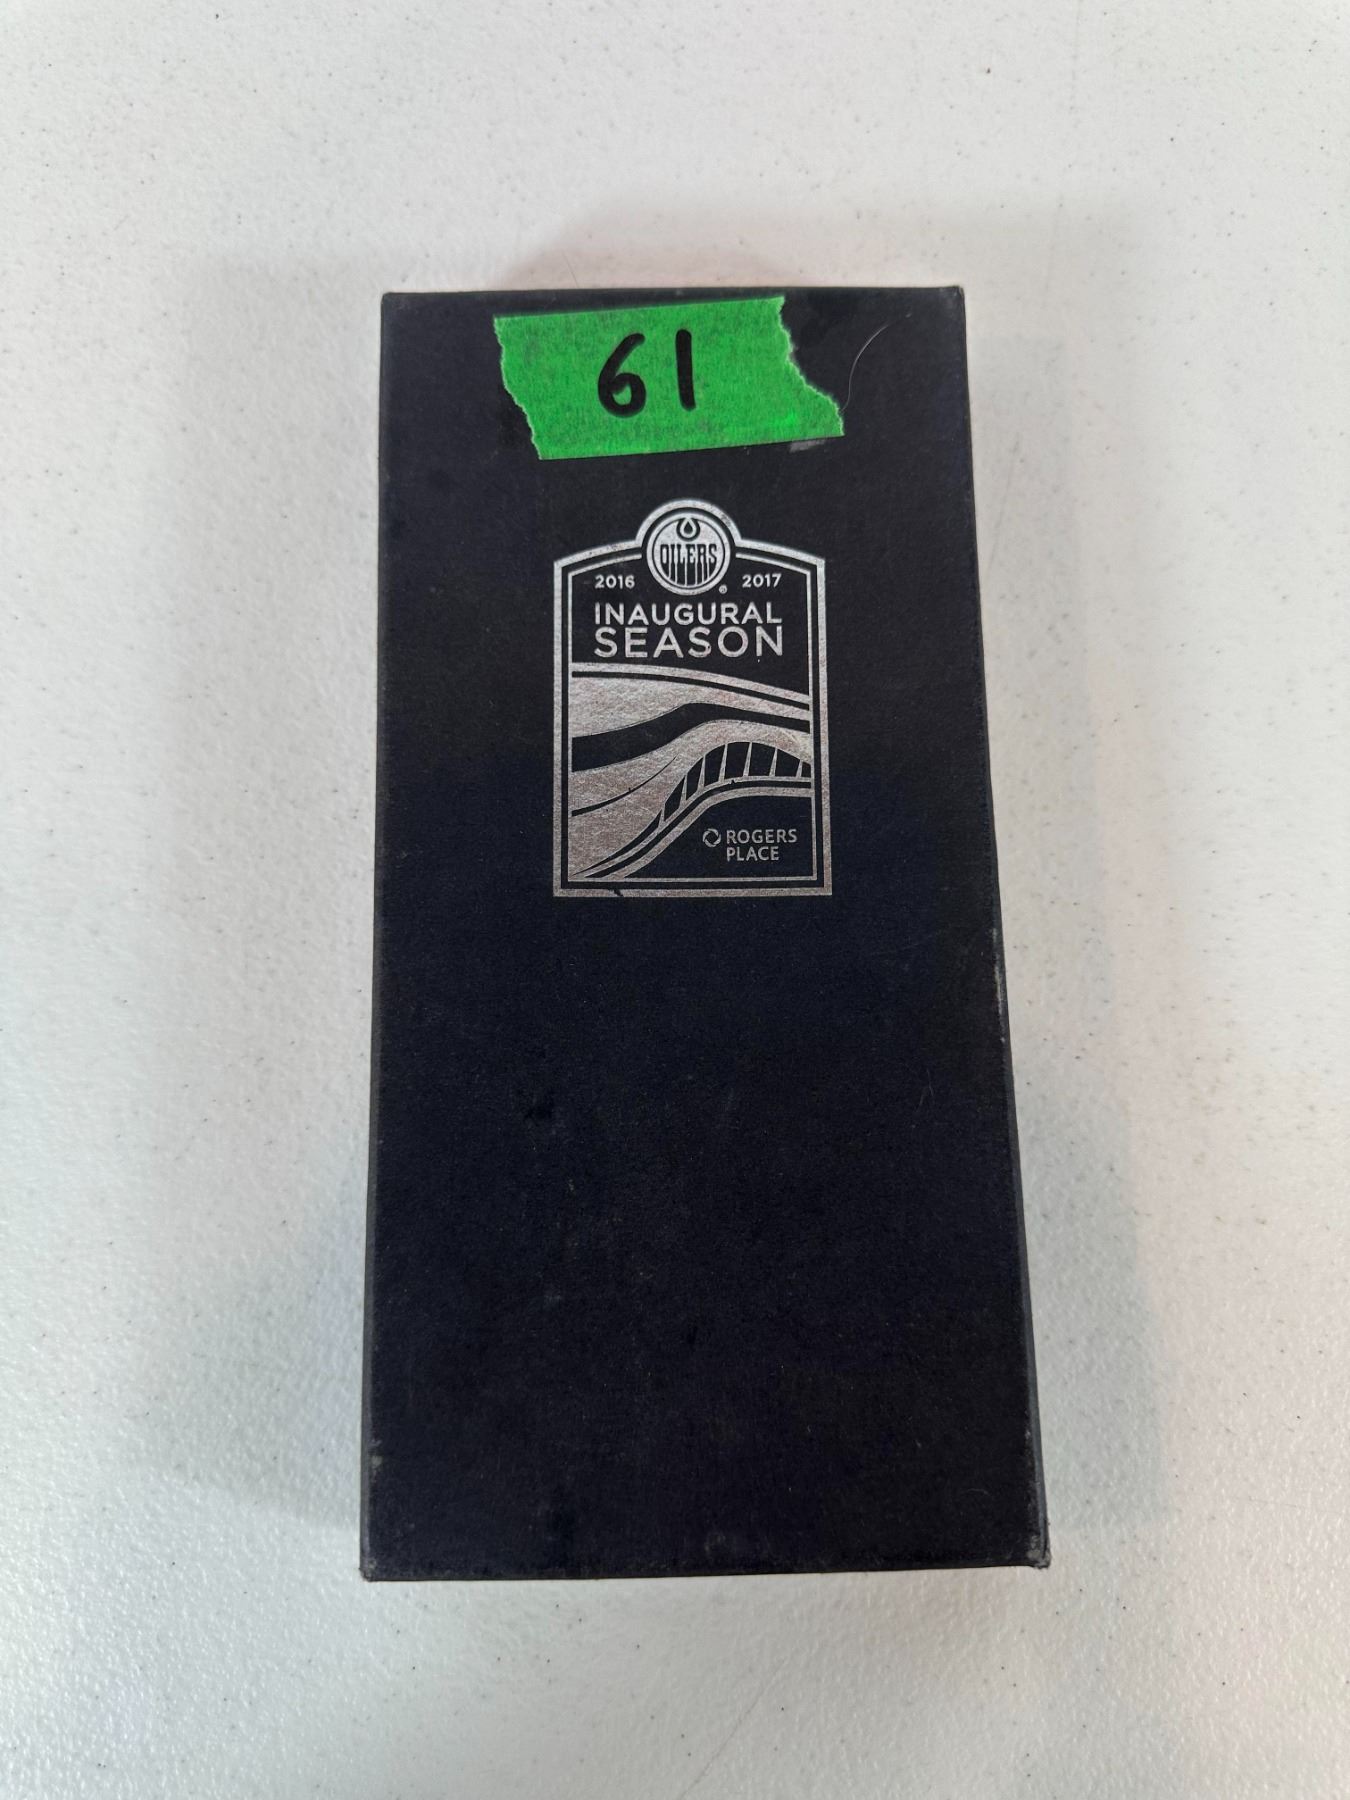 61
OILERS
2016 2017
INAUGURAL
SEASON
ROGERS
PLACE